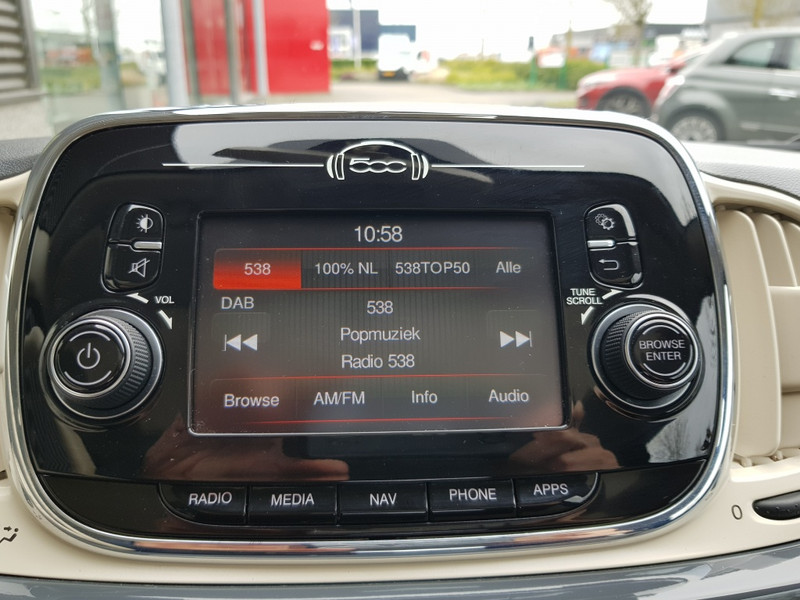 500
10:58
538 100% NL 538TOP50 Alle
DAB
538
Popmuziek
Radio 538
Browse AM/FM Info Audio
VOL
TUNE
SCROLL
BROWSE
ENTER
RADIO MEDIA NAV PHONE APPS
0